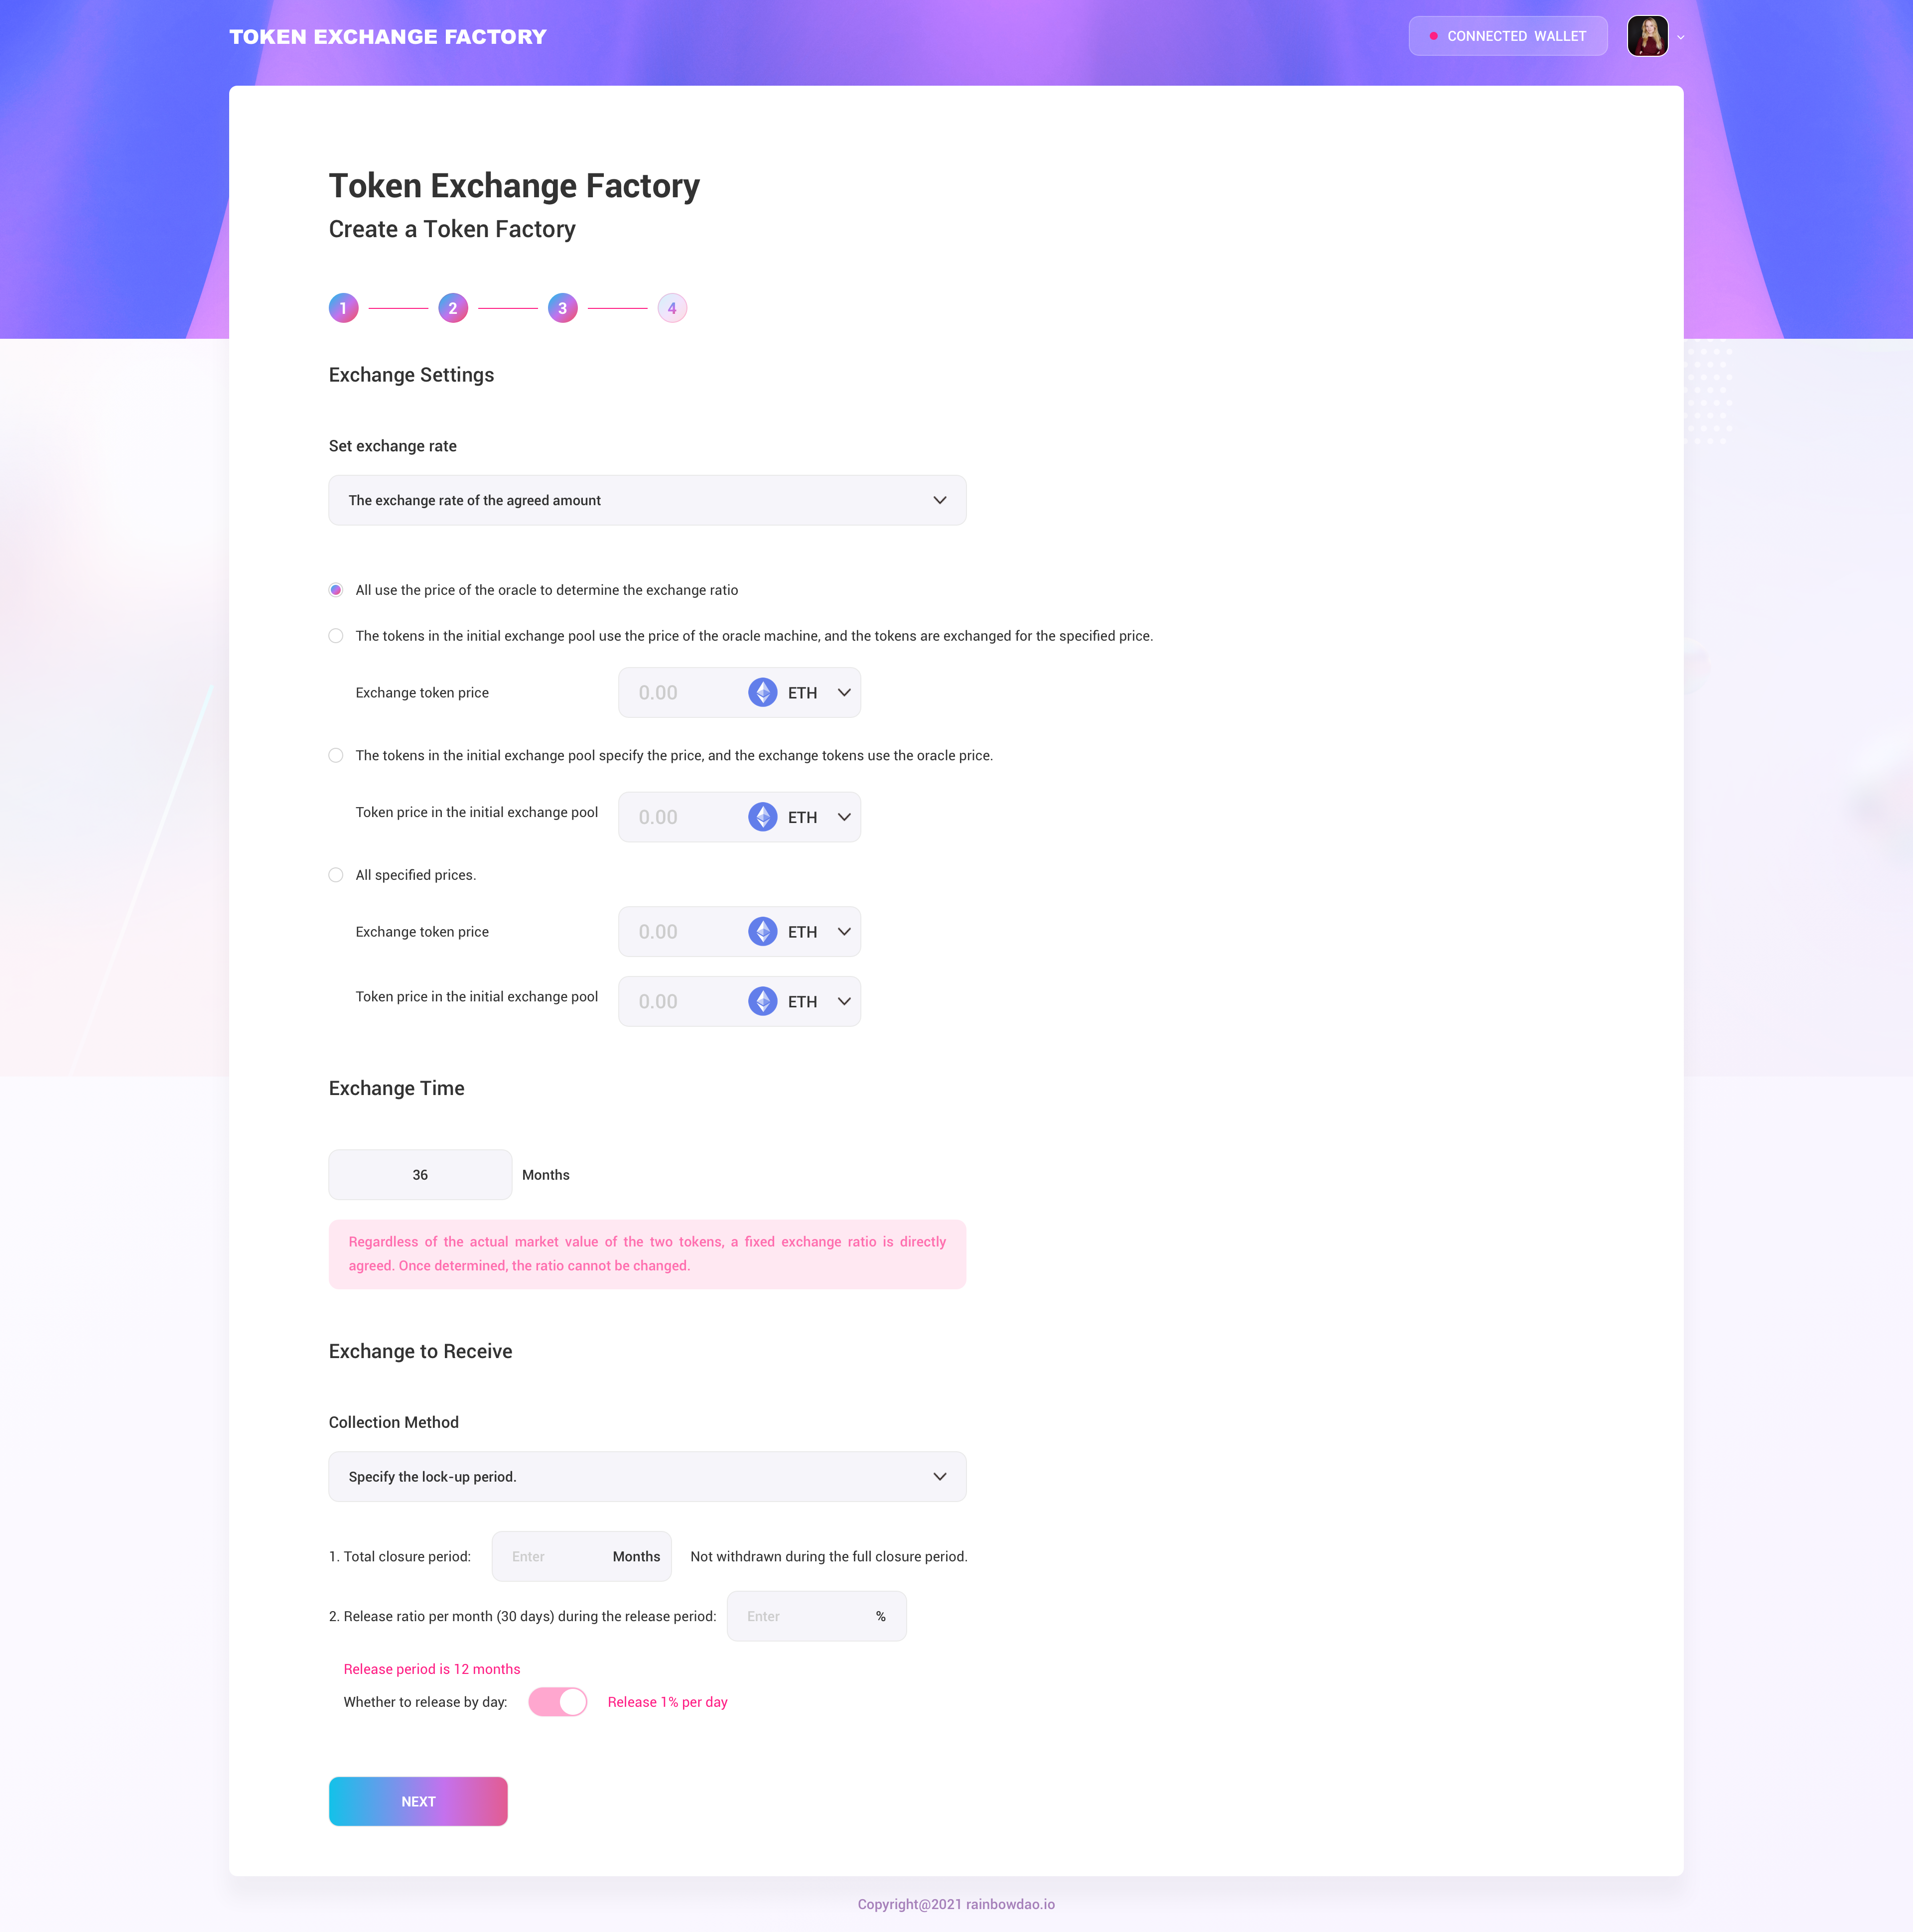 TOKEN EXCHANGE FACTORY
CONNECTED WALLET
Token Exchange Factory
Create a Token Factory
1 2 3 4
Exchange Settings
Set exchange rate
The exchange rate of the agreed amount
All use the price of the oracle to determine the exchange ratio
The tokens in the initial exchange pool use the price of the oracle machine, and the tokens are exchanged for the specified price.
Exchange token price 0.00 ETH
The tokens in the initial exchange pool specify the price, and the exchange tokens use the oracle price.
Token price in the initial exchange pool 0.00 ETH
All specified prices.
Exchange token price 0.00 ETH
Token price in the initial exchange pool 0.00 ETH
Exchange Time
36 Months
Regardless of the actual market value of the two tokens, a fixed exchange ratio is directly
agreed. Once determined, the ratio cannot be changed.
Exchange to Receive
Collection Method
Specify the lock-up period.
1. Total closure period: Enter Months Not withdrawn during the full closure period.
2. Release ratio per month (30 days) during the release period: Enter %
Release period is 12 months
Whether to release by day: Release 1% per day
NEXT
Copyright@2021 rainbowdao.io